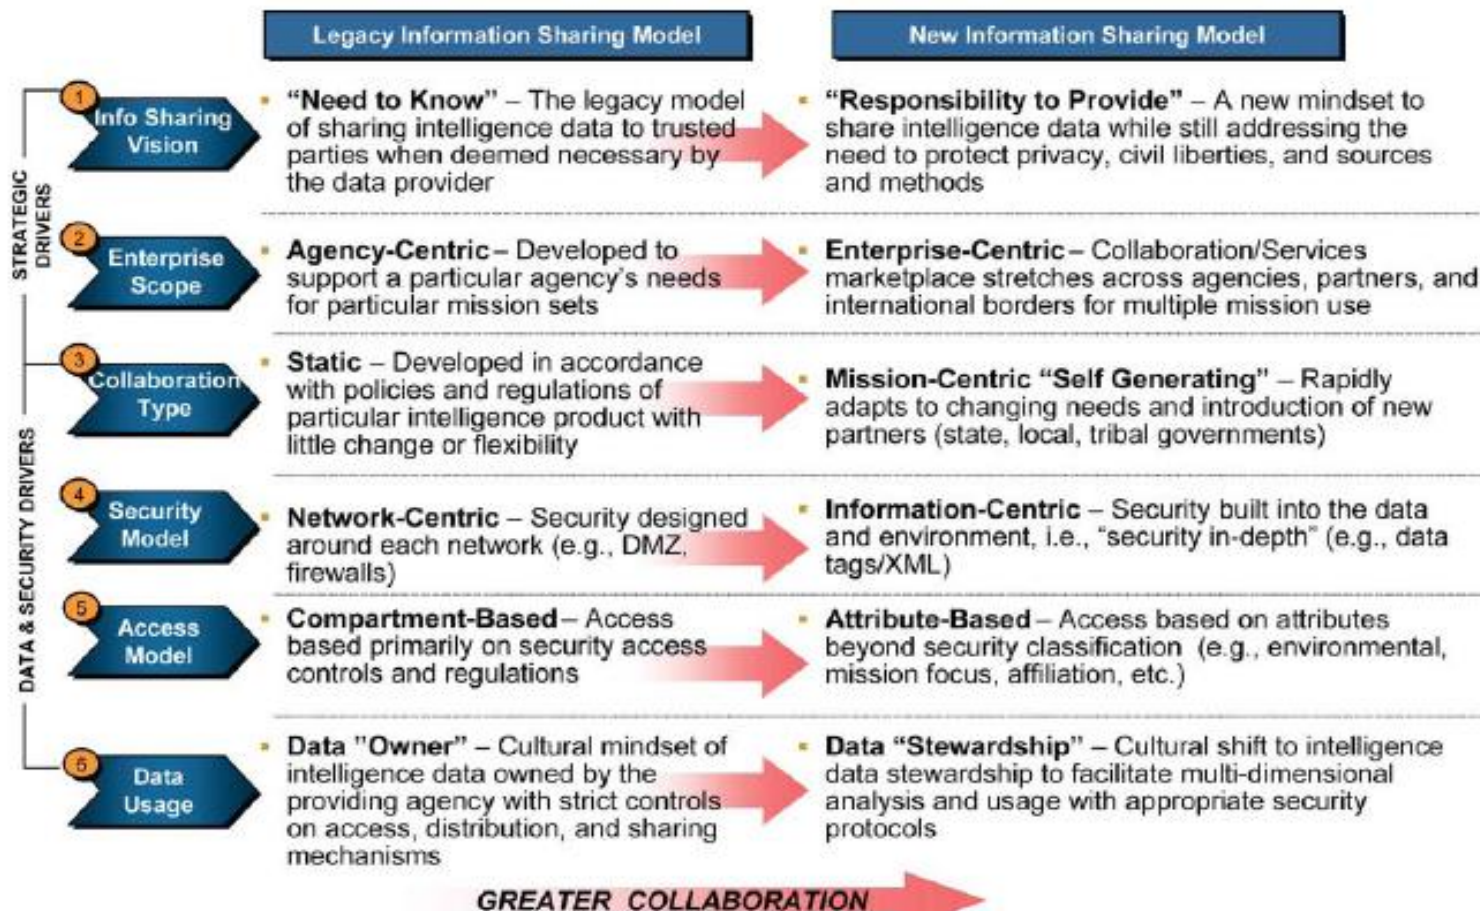 Legacy Information Sharing Model
New Information Sharing Model
STRATEGIC
DRIVERS
DATA & SECURITY DRIVERS
1
Info Sharing
Vision
"Need to Know" – The legacy model
of sharing intelligence data to trusted
parties when deemed necessary by
the data provider
"Responsibility to Provide" – A new mindset to
share intelligence data while still addressing the
need to protect privacy, civil liberties, and sources
and methods
2
Enterprise
Scope
Agency-Centric – Developed to
support a particular agency's needs
for particular mission sets
Enterprise-Centric – Collaboration/Services
marketplace stretches across agencies, partners, and
international borders for multiple mission use
3
Collaboration
Type
Static – Developed in accordance
with policies and regulations of
particular intelligence product with
little change or flexibility
Mission-Centric "Self Generating" – Rapidly
adapts to changing needs and introduction of new
partners (state, local, tribal governments)
4
Security
Model
Network-Centric – Security designed
around each network (e.g., DMZ,
firewalls)
Information-Centric – Security built into the data
and environment, i.e., "security in-depth" (e.g., data
tags/XML)
5
Access
Model
Compartment-Based – Access
based primarily on security access
controls and regulations
Attribute-Based – Access based on attributes
beyond security classification (e.g., environmental,
mission focus, affiliation, etc.)
6
Data
Usage
Data "Owner" – Cultural mindset of
intelligence data owned by the
providing agency with strict controls
on access, distribution, and sharing
mechanisms
Data "Stewardship" – Cultural shift to intelligence
data stewardship to facilitate multi-dimensional
analysis and usage with appropriate security
protocols
GREATER COLLABORATION